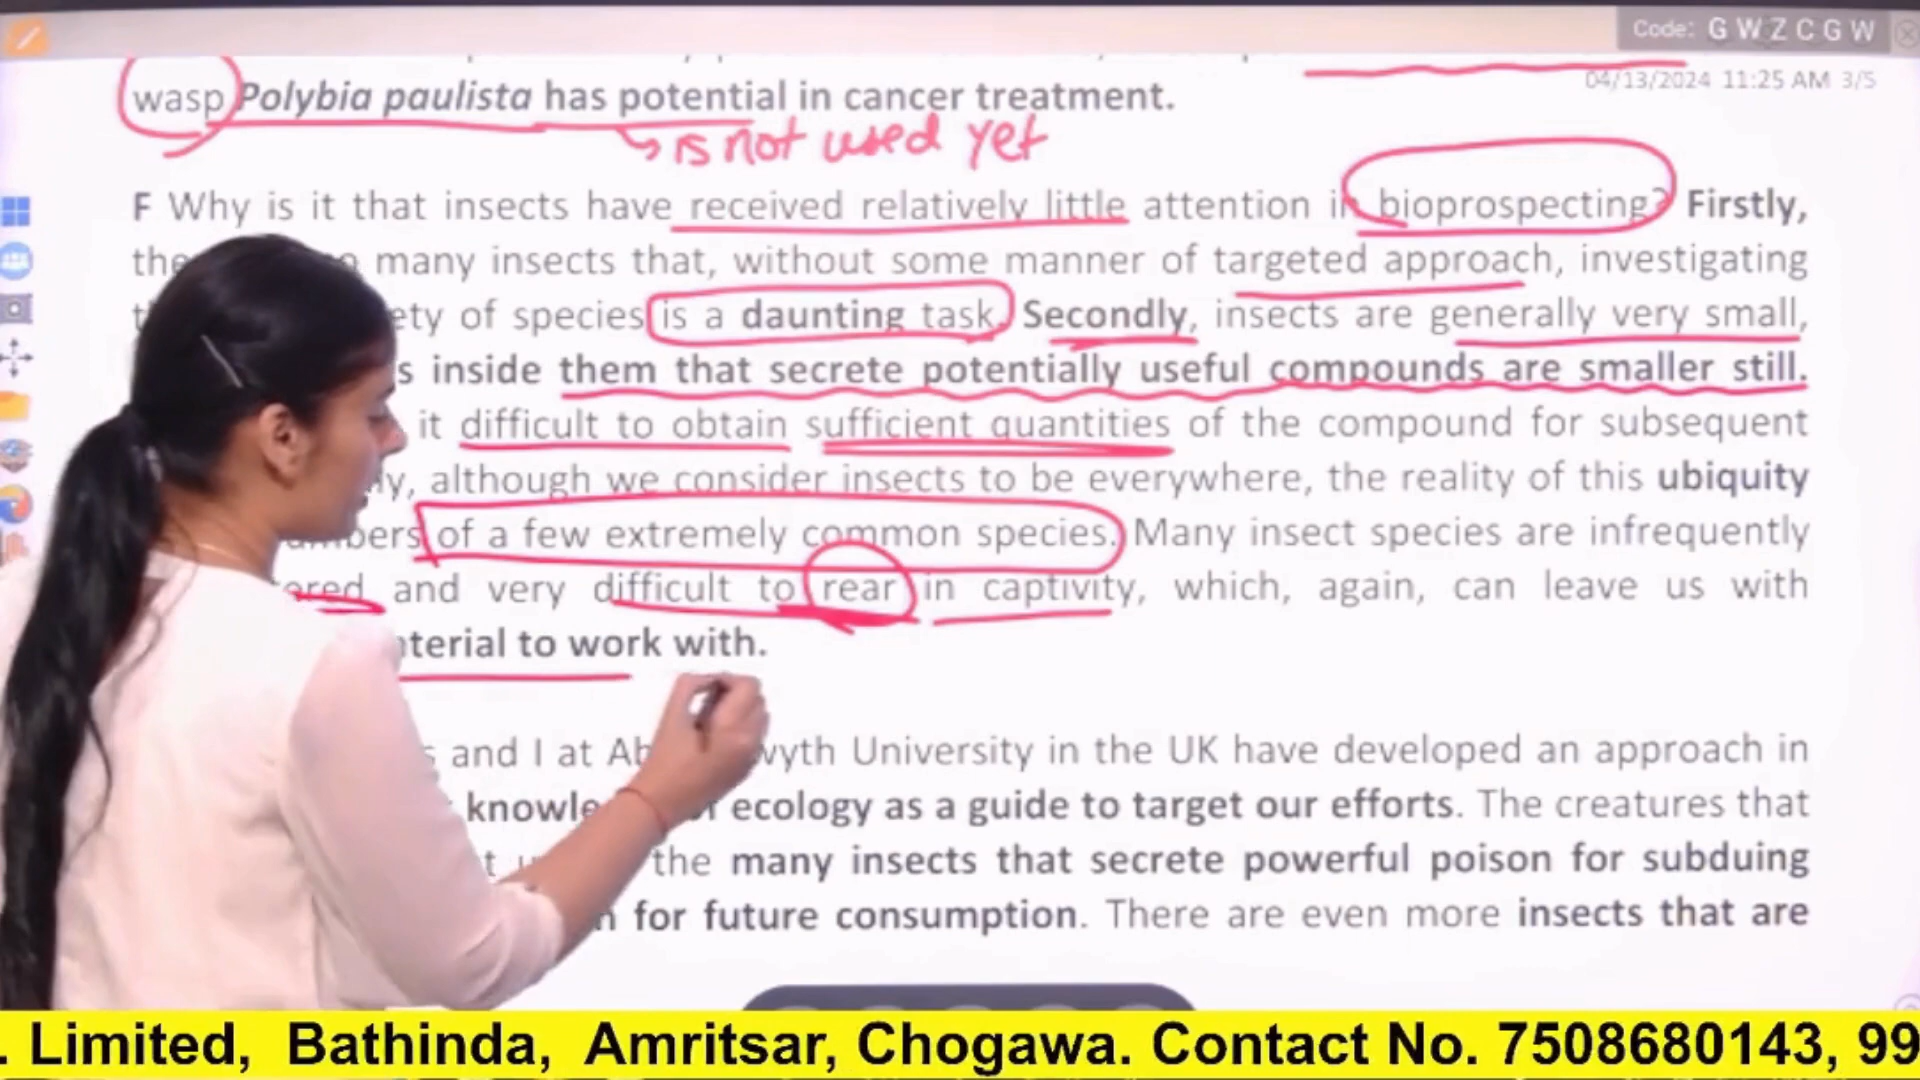 Code: G W Z C G W
04/13/2024 11:25 AM 3/5
wasp Polybia paulista has potential in cancer treatment.
is not used yet
F Why is it that insects have received relatively little attention in bioprospecting? Firstly,
many insects that, without some manner of targeted approach, investigating
ety of species is a daunting task. Secondly, insects are generally very small,
s inside them that secrete potentially useful compounds are smaller still.
it difficult to obtain sufficient quantities of the compound for subsequent
ly, although we consider insects to be everywhere, the reality of this ubiquity
mbers of a few extremely common species. Many insect species are infrequently
ered and very difficult to rear in captivity, which, again, can leave us with
terial to work with.
s and I at Ab wyth University in the UK have developed an approach in
knowle ecology as a guide to target our efforts. The creatures that
t the many insects that secrete powerful poison for subduing
for future consumption. There are even more insects that are
. Limited, Bathinda, Amritsar, Chogawa. Contact No. 7508680143, 99